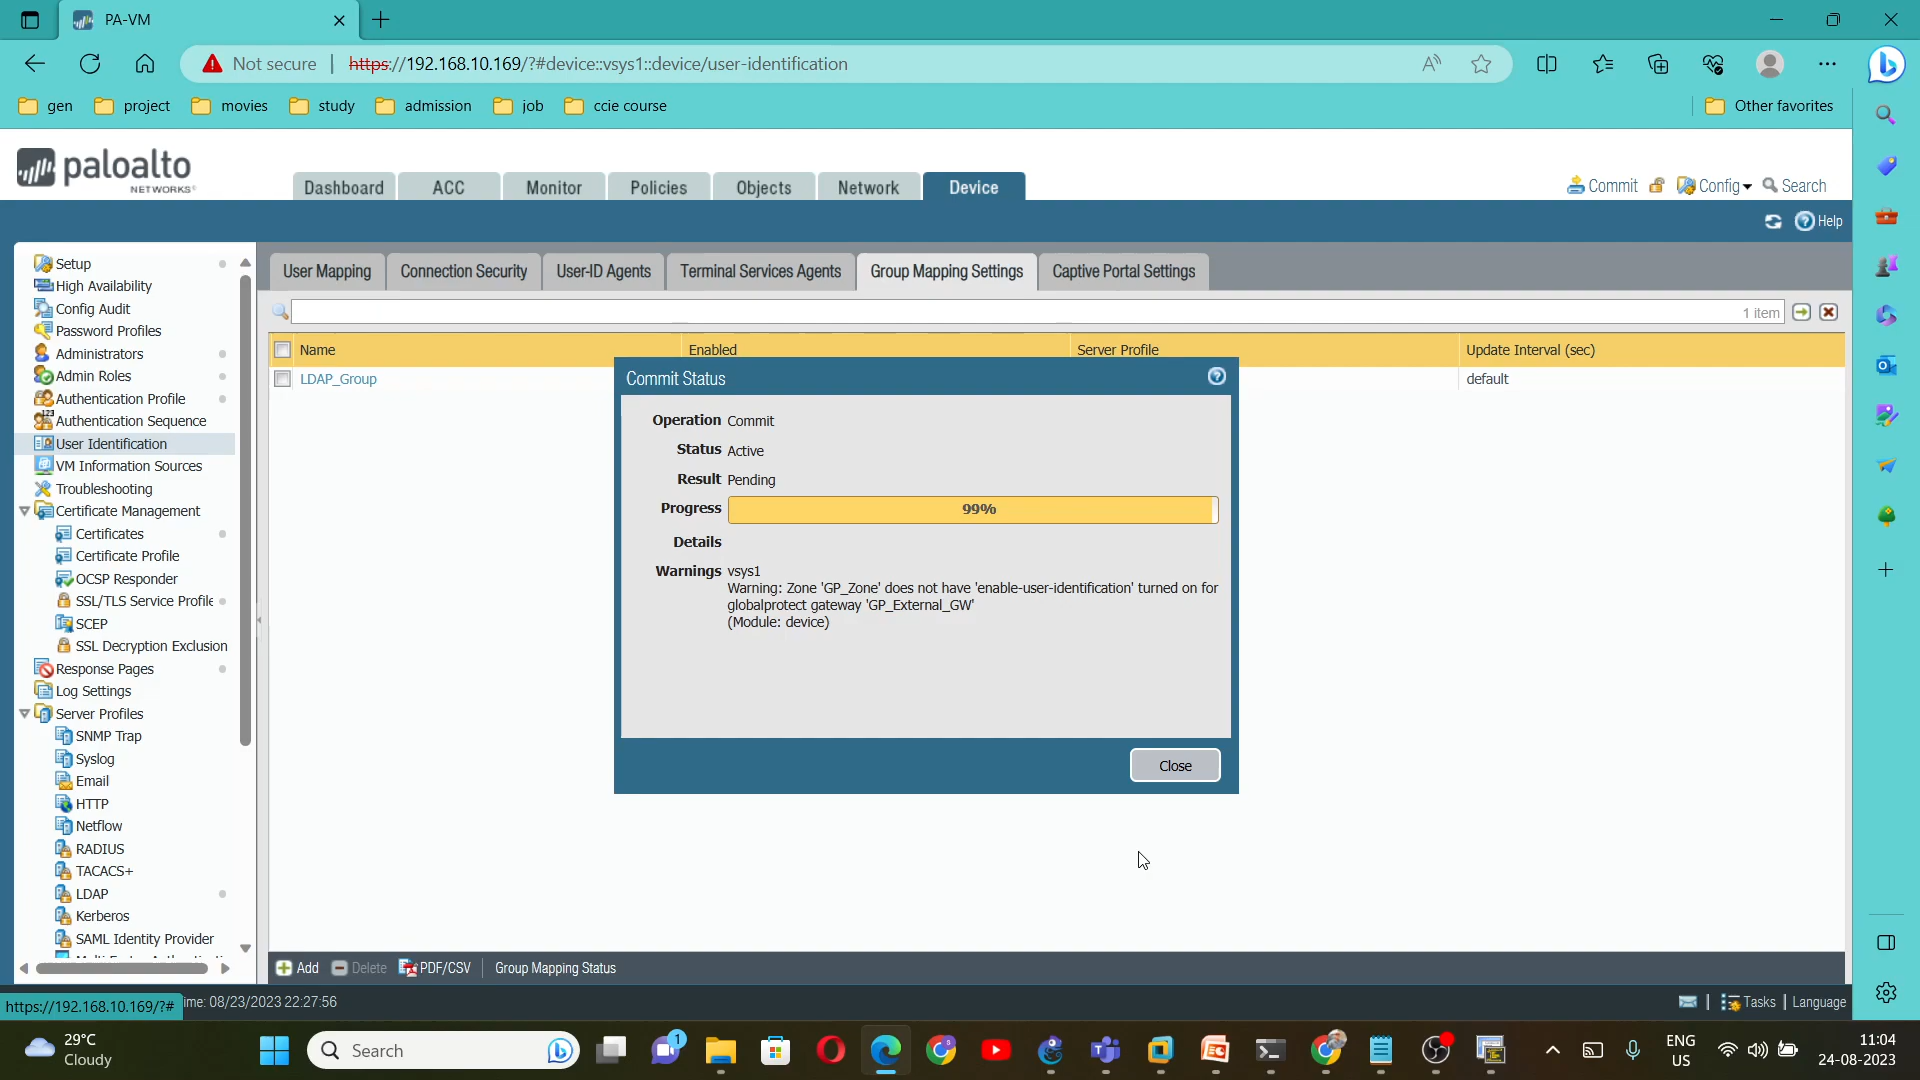 PA-VM
Not secure
https://192.168.10.169/?#device::vsys1::device/user-identification
gen
project
movies
study
admission
job
ccie course
Other favorites
paloalto
NETWORKS
Dashboard
ACC
Monitor
Policies
Objects
Network
Device
Commit
Config
Search
Help
Setup
High Availability
Config Audit
Password Profiles
Administrators
Admin Roles
Authentication Profile
Authentication Sequence
User Identification
VM Information Sources
Troubleshooting
Certificate Management
Certificates
Certificate Profile
OCSP Responder
SSL/TLS Service Profile
SCEP
SSL Decryption Exclusion
Response Pages
Log Settings
Server Profiles
SNMP Trap
Syslog
Email
HTTP
Netflow
RADIUS
TACACS+
LDAP
Kerberos
SAML Identity Provider
User Mapping
Connection Security
User-ID Agents
Terminal Services Agents
Group Mapping Settings
Captive Portal Settings
1 item
Name
Enabled
Server Profile
Update Interval (sec)
LDAP_Group
default
Commit Status
Operation Commit
Status Active
Result Pending
Progress 99%
Details
Warnings vsys1
Warning: Zone 'GP_Zone' does not have 'enable-user-identification' turned on for
globalprotect gateway 'GP_External_GW'
(Module: device)
Close
Add
Delete
PDF/CSV
Group Mapping Status
https://192.168.10.169/?#
ime: 08/23/2023 22:27:56
Tasks
Language
29°C
Cloudy
Search
1
ENG
US
11:04
24-08-2023